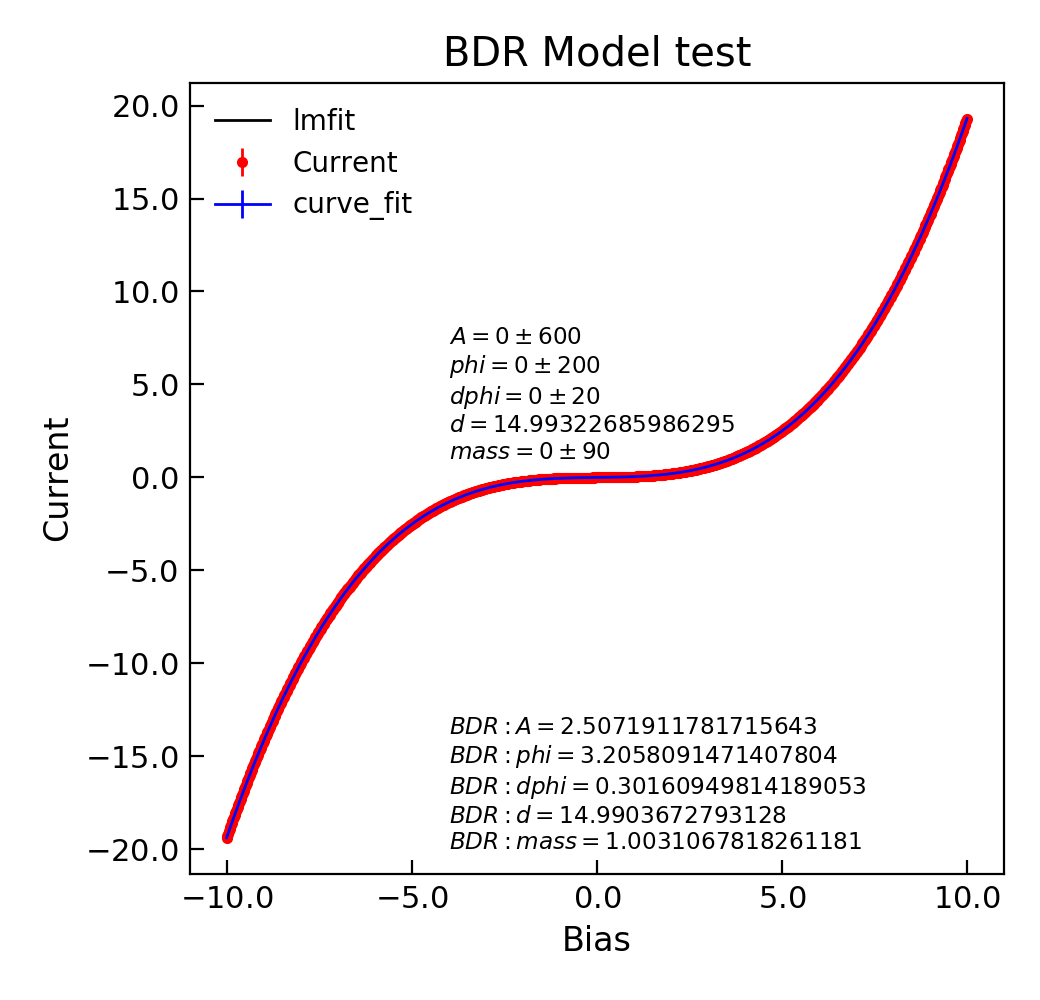 BDR Model test
20.0
15.0
10.0
5.0
0.0
−5.0
−10.0
−15.0
−20.0
Current
lmfit
Current
curve_fit
A = 0 ± 600
phi = 0 ± 200
dphi = 0 ± 20
d = 14.99322685986295
mass = 0 ± 90
BDR : A = 2.5071911781715643
BDR : phi = 3.2058091471407804
BDR : dphi = 0.30160949814189053
BDR : d = 14.9903672793128
BDR : mass = 1.0031067818261181
−10.0 −5.0 0.0 5.0 10.0
Bias